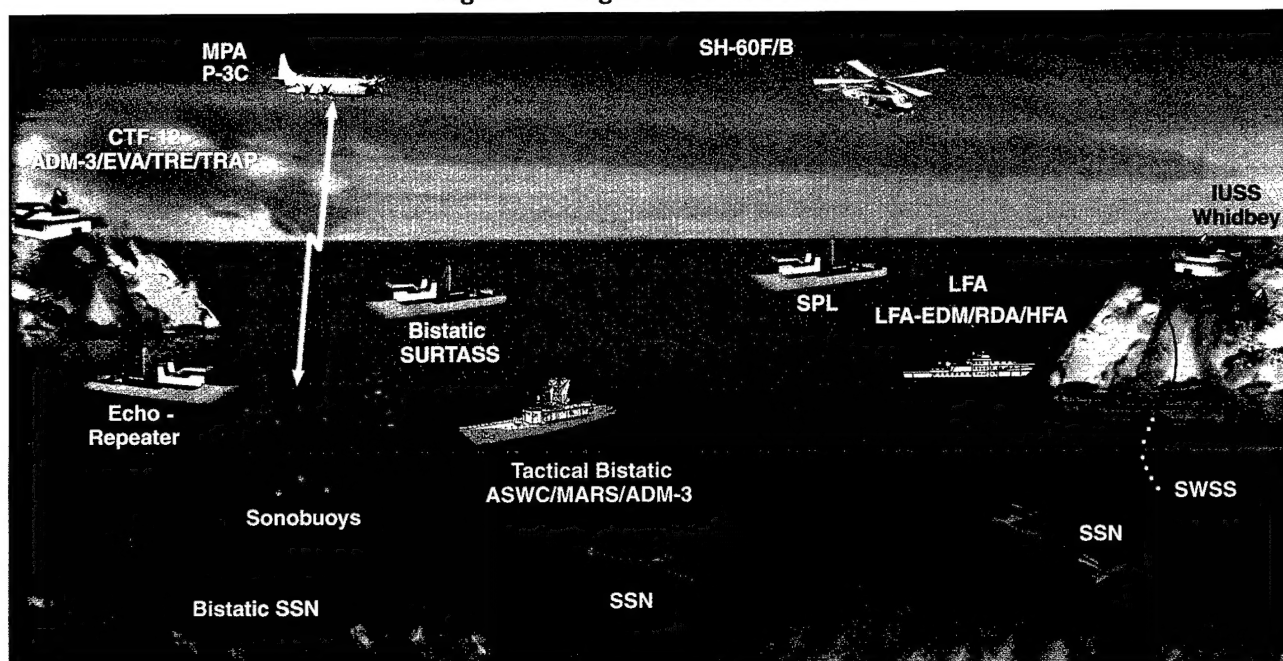 MPA
P-3C
SH-60F/B
CTF-12
ADM-3/EVA/TRE/TRAP
IUSS
Whidbey
SPL
LFA
LFA-EDM/RDA/HFA
Bistatic
SURTASS
Echo -
Repeater
Tactical Bistatic
ASWC/MARS/ADM-3
SWSS
Sonobuoys
SSN
SSN
Bistatic SSN